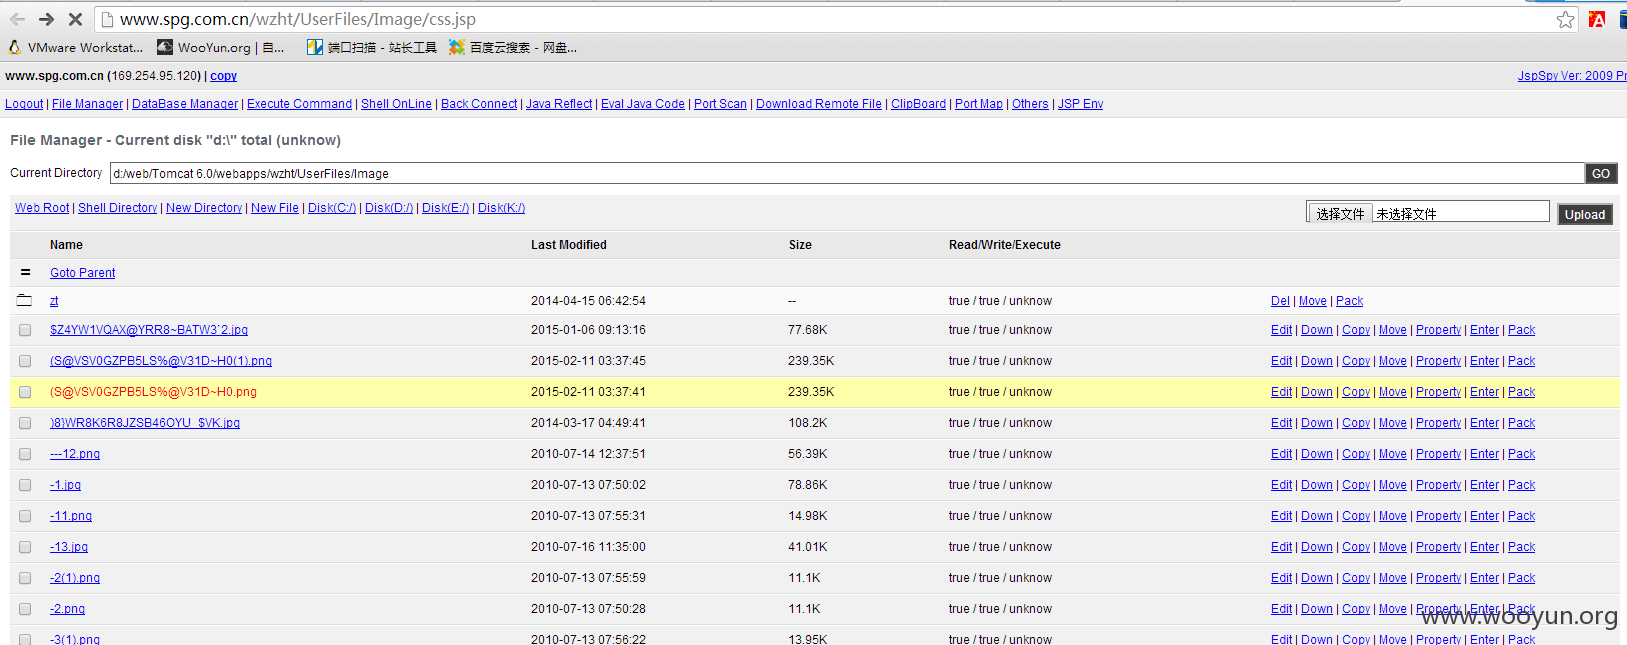 www.spg.com.cn/wzht/UserFiles/Image/css.jsp
VMware Workstat... WooYun.org | 自... 端口扫描 - 站长工具 百度云搜索 - 网盘...
www.spg.com.cn (169.254.95.120) | copy JspSpy Ver: 2009 Pr
Logout | File Manager | DataBase Manager | Execute Command | Shell OnLine | Back Connect | Java Reflect | Eval Java Code | Port Scan | Download Remote File | ClipBoard | Port Map | Others | JSP Env
File Manager - Current disk "d:\" total (unknow)
Current Directory d:/web/Tomcat 6.0/webapps/wzht/UserFiles/Image GO
Web Root | Shell Directory | New Directory | New File | Disk(C:/) | Disk(D:/) | Disk(E:/) | Disk(K:/) 选择文件 未选择文件 Upload
Name Last Modified Size Read/Write/Execute
= Goto Parent
zt 2014-04-15 06:42:54 -- true / true / unknow Del | Move | Pack
$Z4YW1VQAX@YRR8~BATW3`2.jpg 2015-01-06 09:13:16 77.68K true / true / unknow Edit | Down | Copy | Move | Property | Enter | Pack
(S@VSV0GZPB5LS%@V31D~H0(1).png 2015-02-11 03:37:45 239.35K true / true / unknow Edit | Down | Copy | Move | Property | Enter | Pack
(S@VSV0GZPB5LS%@V31D~H0.png 2015-02-11 03:37:41 239.35K true / true / unknow Edit | Down | Copy | Move | Property | Enter | Pack
)8}WR8K6R8JZSB46OYU_$VK.jpg 2014-03-17 04:49:41 108.2K true / true / unknow Edit | Down | Copy | Move | Property | Enter | Pack
---12.png 2010-07-14 12:37:51 56.39K true / true / unknow Edit | Down | Copy | Move | Property | Enter | Pack
-1.jpg 2010-07-13 07:50:02 78.86K true / true / unknow Edit | Down | Copy | Move | Property | Enter | Pack
-11.png 2010-07-13 07:55:31 14.98K true / true / unknow Edit | Down | Copy | Move | Property | Enter | Pack
-13.jpg 2010-07-16 11:35:00 41.01K true / true / unknow Edit | Down | Copy | Move | Property | Enter | Pack
-2(1).png 2010-07-13 07:55:59 11.1K true / true / unknow Edit | Down | Copy | Move | Property | Enter | Pack
-2.png 2010-07-13 07:50:28 11.1K true / true / unknow Edit | Down | Copy | Move | Property | Enter | Pack
www.wooyun.org
-3(1).png 2010-07-13 07:56:22 13.95K true / true / unknow Edit | Down | Copy | Move | Property | Enter | Pack